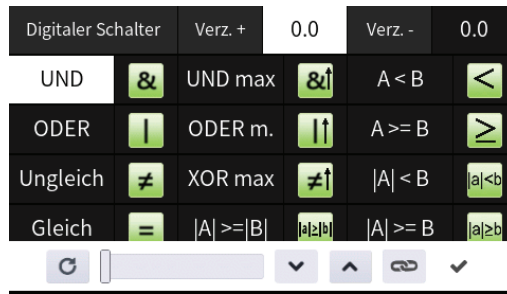 Digitaler Schalter Verz. + 0.0 Verz. - 0.0
UND & UND max &↑ A < B <
ODER | ODER m. |↑ A >= B ≥
Ungleich ≠ XOR max ≠↑ |A| < B |a|<b
Gleich = |A| >=|B| |a|≥|b| |A| >= B |a|≥b